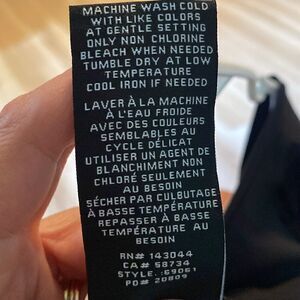 MACHINE WASH COLD
WITH LIKE COLORS
AT GENTLE SETTING
ONLY NON CHLORINE
BLEACH WHEN NEEDED
TUMBLE DRY AT LOW
TEMPERATURE
COOL IRON IF NEEDED
LAVER À LA MACHINE
À L'EAU FROIDE
AVEC DES COULEURS
SEMBLABLES AU
CYCLE DÉLICAT
UTILISER UN AGENT DE
BLANCHIMENT NON
CHLORÉ SEULEMENT
AU BESOIN
SÉCHER PAR CULBUTAGE
À BASSE TEMPÉRATURE
REPASSER À BASSE
TEMPÉRATURE AU
BESOIN
RN# 143044
CA# 58734
STYLE: 69061
PO# 20809